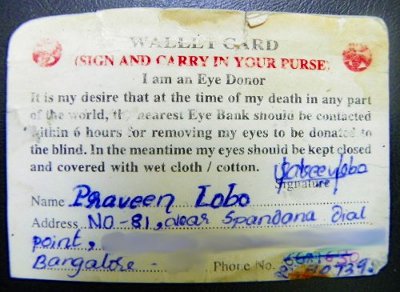 WALLET CARD
(SIGN AND CARRY IN YOUR PURSE)
I am an Eye Donor
It is my desire that at the time of my death in any part
of the world, the nearest Eye Bank should be contacted
within 6 hours for removing my eyes to be donated to
the blind. In the meantime my eyes should be kept closed
and covered with wet cloth / cotton.
Signature
Name Praveen Lobo
Address NO-81, near Spandana Dial
point,
Bangalore - Phone No.